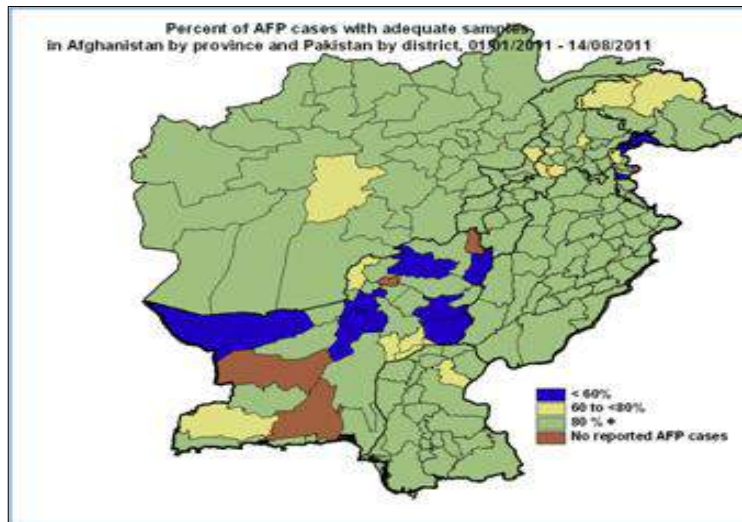 Percent of AFP cases with adequate samples
in Afghanistan by province and Pakistan by district, 01/01/2011 - 14/08/2011
< 60%
60 to <80%
80 % +
No reported AFP cases